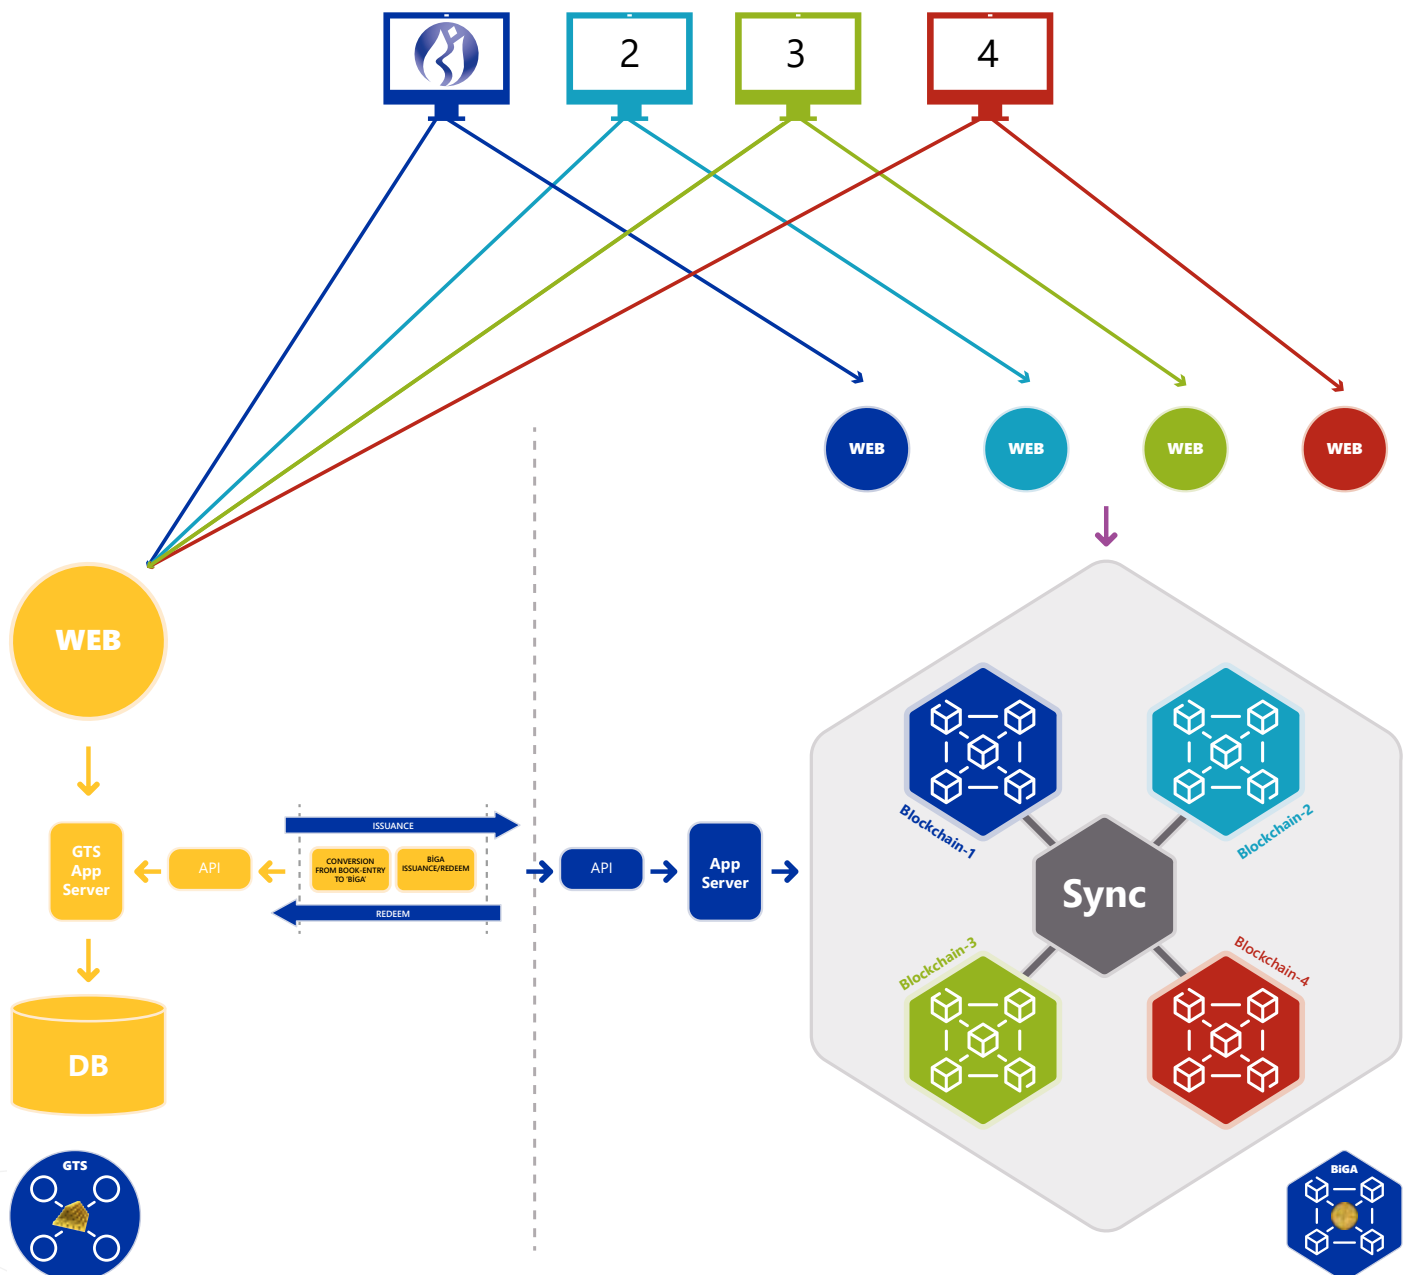 2
3
4
WEB
WEB
WEB
WEB
WEB
GTS
App
Server
API
ISSUANCE
CONVERSION
FROM BOOK-ENTRY
TO 'BİGA'
BİGA
ISSUANCE/REDEEM
REDEEM
API
App
Server
Blockchain-1
Blockchain-2
Sync
Blockchain-3
Blockchain-4
DB
GTS
BiGA